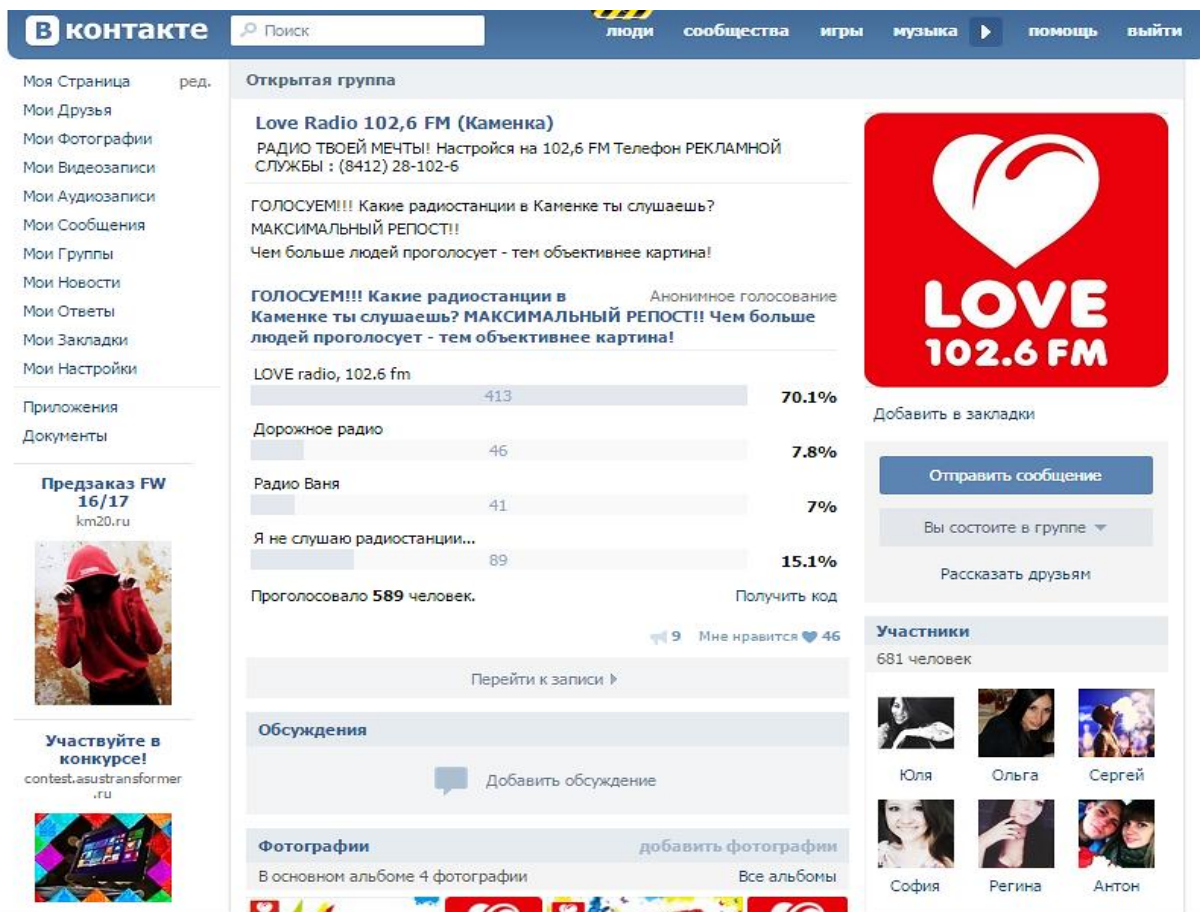 В контакте
Поиск
люди сообщества игры музыка помощь выйти
Моя Страница ред.
Мои Друзья
Мои Фотографии
Мои Видеозаписи
Мои Аудиозаписи
Мои Сообщения
Мои Группы
Мои Новости
Мои Ответы
Мои Закладки
Мои Настройки
Приложения
Документы
Предзаказ FW
16/17
km20.ru
Участвуйте в
конкурсе!
contest.asustransformer
.ru
Открытая группа
Love Radio 102,6 FM (Каменка)
РАДИО ТВОЕЙ МЕЧТЫ! Настройся на 102,6 FM Телефон РЕКЛАМНОЙ
СЛУЖБЫ : (8412) 28-102-6
ГОЛОСУЕМ!!! Какие радиостанции в Каменке ты слушаешь?
МАКСИМАЛЬНЫЙ РЕПОСТ!!
Чем больше людей проголосует - тем объективнее картина!
ГОЛОСУЕМ!!! Какие радиостанции в Анонимное голосование
Каменке ты слушаешь? МАКСИМАЛЬНЫЙ РЕПОСТ!! Чем больше
людей проголосует - тем объективнее картина!
LOVE radio, 102.6 fm
413 70.1%
Дорожное радио
46 7.8%
Радио Ваня
41 7%
Я не слушаю радиостанции...
89 15.1%
Проголосовало 589 человек. Получить код
9 Мне нравится 46
Перейти к записи
Обсуждения
Добавить обсуждение
Фотографии добавить фотографии
В основном альбоме 4 фотографии Все альбомы
LOVE
102.6 FM
Добавить в закладки
Отправить сообщение
Вы состоите в группе
Рассказать друзьям
Участники
681 человек
Юля Ольга Сергей
София Регина Антон